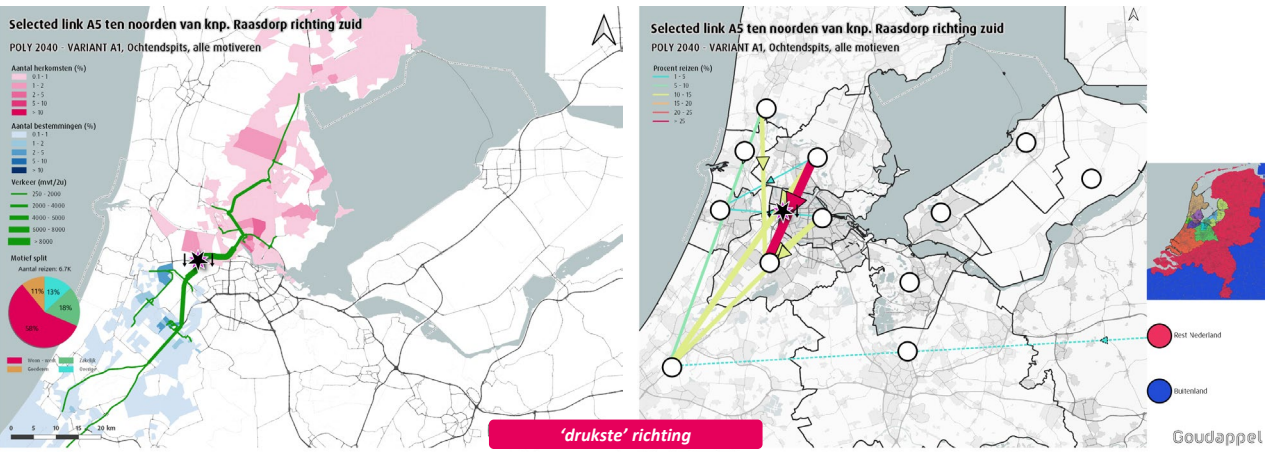 Selected link A5 ten noorden van knp. Raasdorp richting zuid
POLY 2040 - VARIANT A1, Ochtendspits, alle motiveren
Aantal herkomsten (%)
0.1 - 1
1 - 2
2 - 5
5 - 10
> 10
Aantal bestemmingen (%)
0.1 - 1
1 - 2
2 - 5
5 - 10
> 10
Verkeer (mvt/2u)
250 - 2000
2000 - 4000
4000 - 6000
6000 - 8000
> 8000
Motief split
Aantal reizen: 6.7K
11%
13%
18%
58%
Woon - werk
Zakelijk
Goederen
Overige
0 5 10 15 20 km
Selected link A5 ten noorden van knp. Raasdorp richting zuid
POLY 2040 - VARIANT A1, Ochtendspits, alle motieven
Procent reizen (%)
1 - 5
5 - 10
10 - 15
15 - 20
20 - 25
> 25
Rest Nederland
Buitenland
'drukste' richting
Goudappel